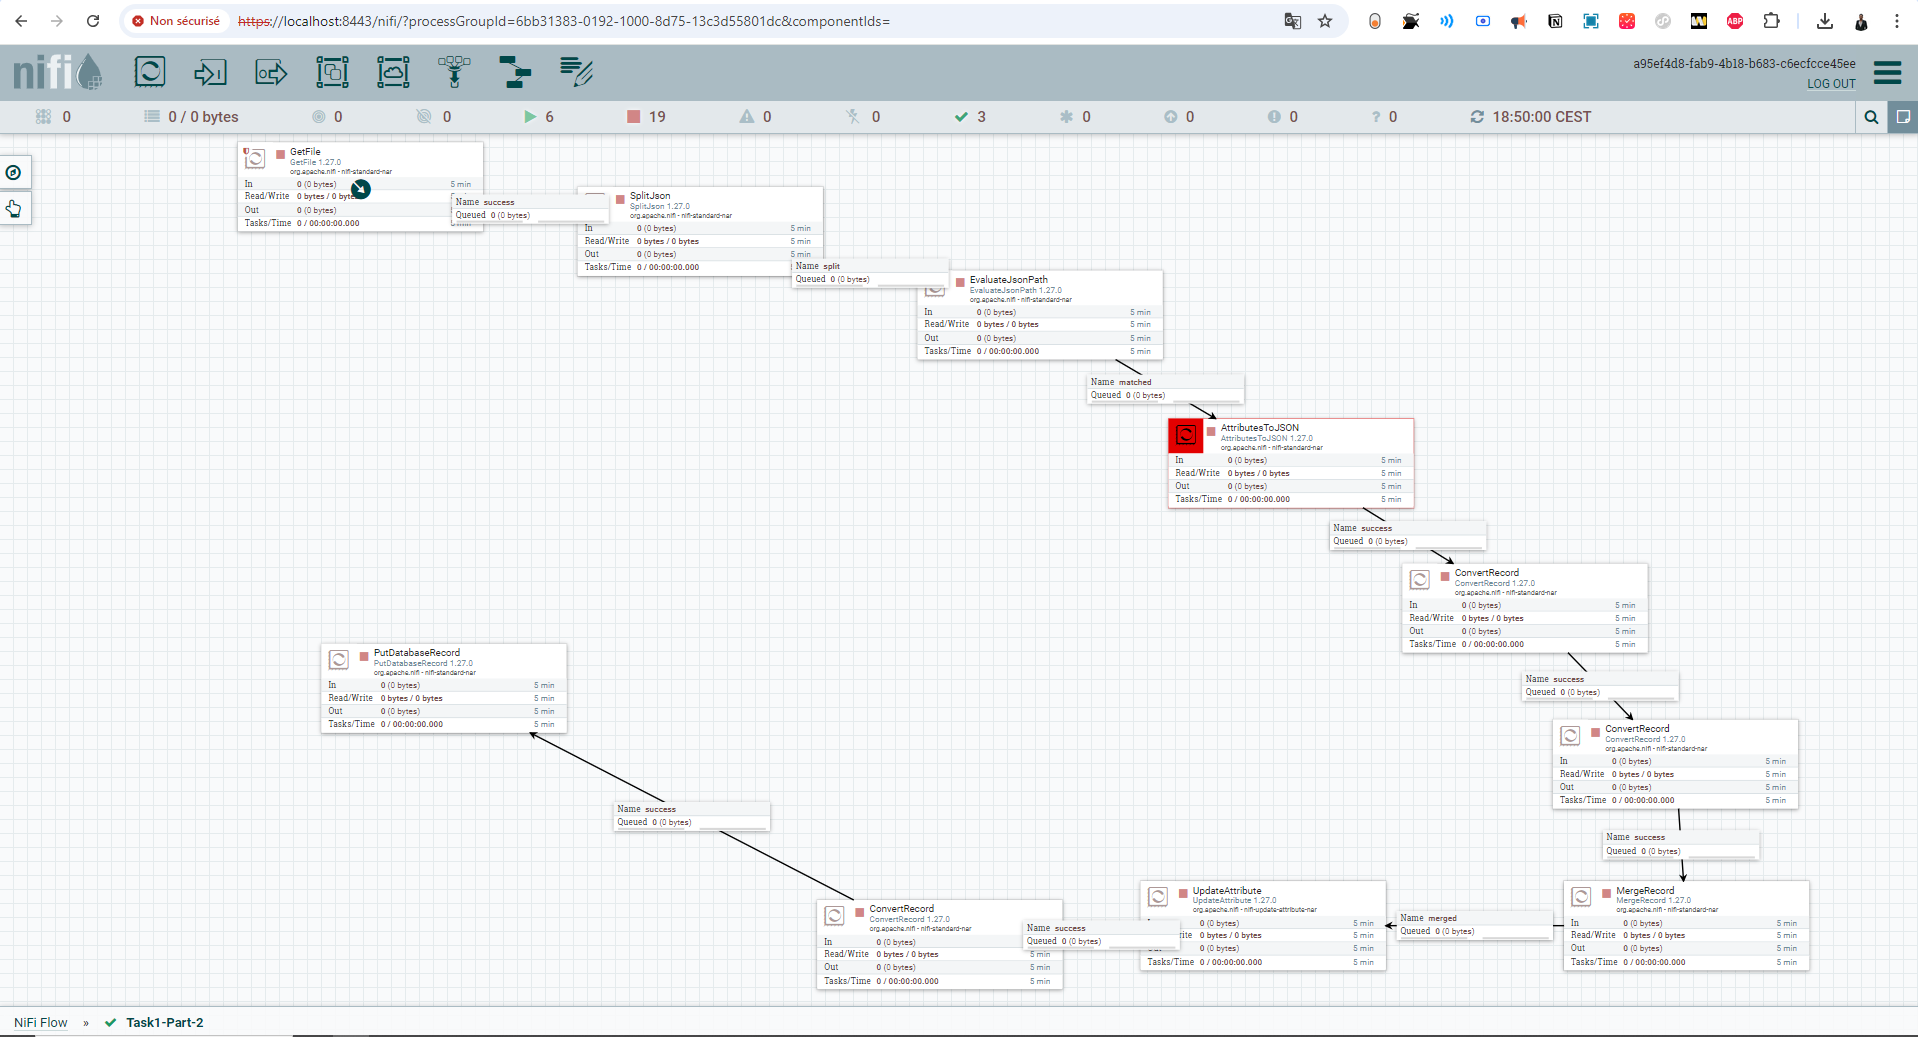 Non sécurisé
https://localhost:8443/nifi/?processGroupId=6bb31383-0192-1000-8d75-13c3d55801dc&componentIds=
nifi
a95ef4d8-fab9-4b18-b683-c6ecfcce45ee
LOG OUT
0
0 / 0 bytes
0
0
6
19
0
0
3
0
0
0
? 0
18:50:00 CEST
GetFile
GetFile 1.27.0
org.apache.nifi - nifi-standard-nar
In 0 (0 bytes) 5 min
Read/Write 0 bytes / 0 bytes
Out 0 (0 bytes)
Tasks/Time 0 / 00:00:00.000 5 min
Name success
Queued 0 (0 bytes)
SplitJson
SplitJson 1.27.0
org.apache.nifi - nifi-standard-nar
In 0 (0 bytes) 5 min
Read/Write 0 bytes / 0 bytes 5 min
Out 0 (0 bytes) 5 min
Tasks/Time 0 / 00:00:00.000
Name split
Queued 0 (0 bytes)
EvaluateJsonPath
EvaluateJsonPath 1.27.0
org.apache.nifi - nifi-standard-nar
In 0 (0 bytes) 5 min
Read/Write 0 bytes / 0 bytes 5 min
Out 0 (0 bytes) 5 min
Tasks/Time 0 / 00:00:00.000 5 min
Name matched
Queued 0 (0 bytes)
AttributesToJSON
AttributesToJSON 1.27.0
org.apache.nifi - nifi-standard-nar
In 0 (0 bytes) 5 min
Read/Write 0 bytes / 0 bytes 5 min
Out 0 (0 bytes) 5 min
Tasks/Time 0 / 00:00:00.000 5 min
Name success
Queued 0 (0 bytes)
ConvertRecord
ConvertRecord 1.27.0
org.apache.nifi - nifi-standard-nar
In 0 (0 bytes) 5 min
Read/Write 0 bytes / 0 bytes 5 min
Out 0 (0 bytes) 5 min
Tasks/Time 0 / 00:00:00.000 5 min
Name success
Queued 0 (0 bytes)
ConvertRecord
ConvertRecord 1.27.0
org.apache.nifi - nifi-standard-nar
In 0 (0 bytes) 5 min
Read/Write 0 bytes / 0 bytes 5 min
Out 0 (0 bytes) 5 min
Tasks/Time 0 / 00:00:00.000 5 min
Name success
Queued 0 (0 bytes)
MergeRecord
MergeRecord 1.27.0
org.apache.nifi - nifi-standard-nar
In 0 (0 bytes) 5 min
Read/Write 0 bytes / 0 bytes 5 min
Out 0 (0 bytes) 5 min
Tasks/Time 0 / 00:00:00.000 5 min
Name merged
Queued 0 (0 bytes)
UpdateAttribute
UpdateAttribute 1.27.0
org.apache.nifi - nifi-update-attribute-nar
0 (0 bytes) 5 min
0 bytes / 0 bytes 5 min
0 (0 bytes) 5 min
Tasks/Time 0 / 00:00:00.000 5 min
Name success
Queued 0 (0 bytes)
ConvertRecord
ConvertRecord 1.27.0
org.apache.nifi - nifi-standard-nar
In 0 (0 bytes)
Read/Write 0 bytes / 0 bytes 5 min
Out 0 (0 bytes) 5 min
Tasks/Time 0 / 00:00:00.000 5 min
Name success
Queued 0 (0 bytes)
PutDatabaseRecord
PutDatabaseRecord 1.27.0
org.apache.nifi - nifi-standard-nar
In 0 (0 bytes) 5 min
Read/Write 0 bytes / 0 bytes 5 min
Out 0 (0 bytes) 5 min
Tasks/Time 0 / 00:00:00.000 5 min
NiFi Flow » Task1-Part-2